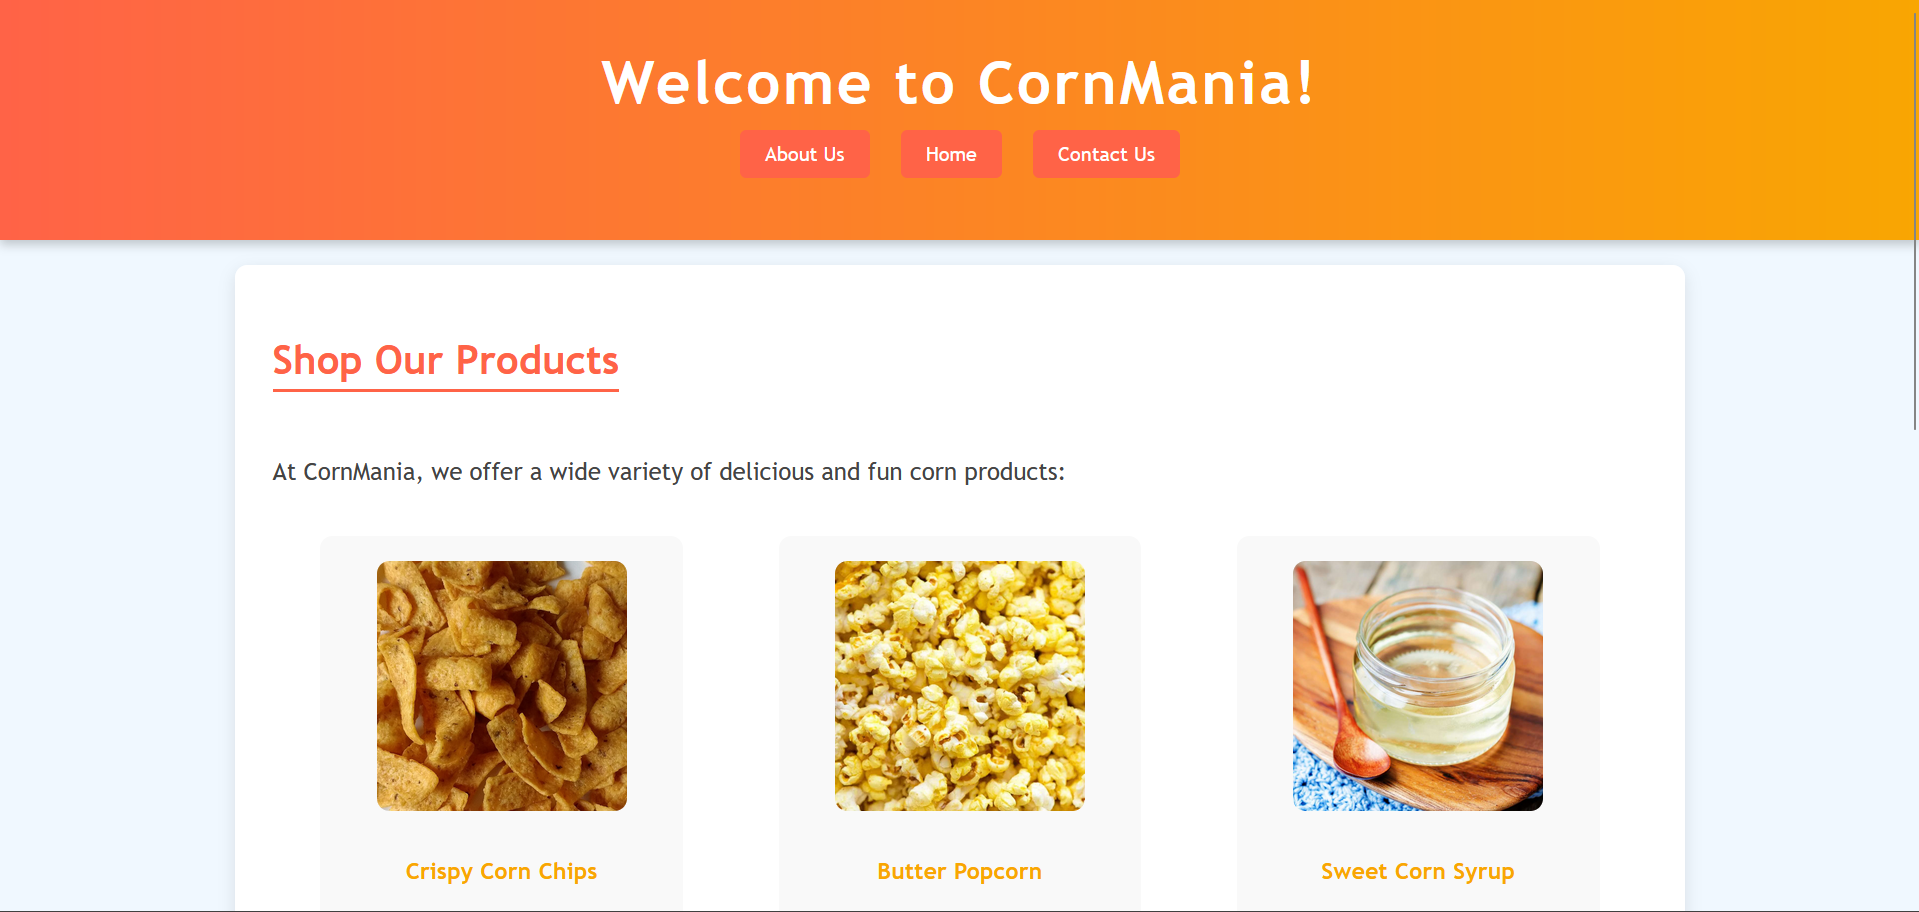 Welcome to CornMania!
About Us
Home
Contact Us
Shop Our Products
At CornMania, we offer a wide variety of delicious and fun corn products:
Crispy Corn Chips
Butter Popcorn
Sweet Corn Syrup